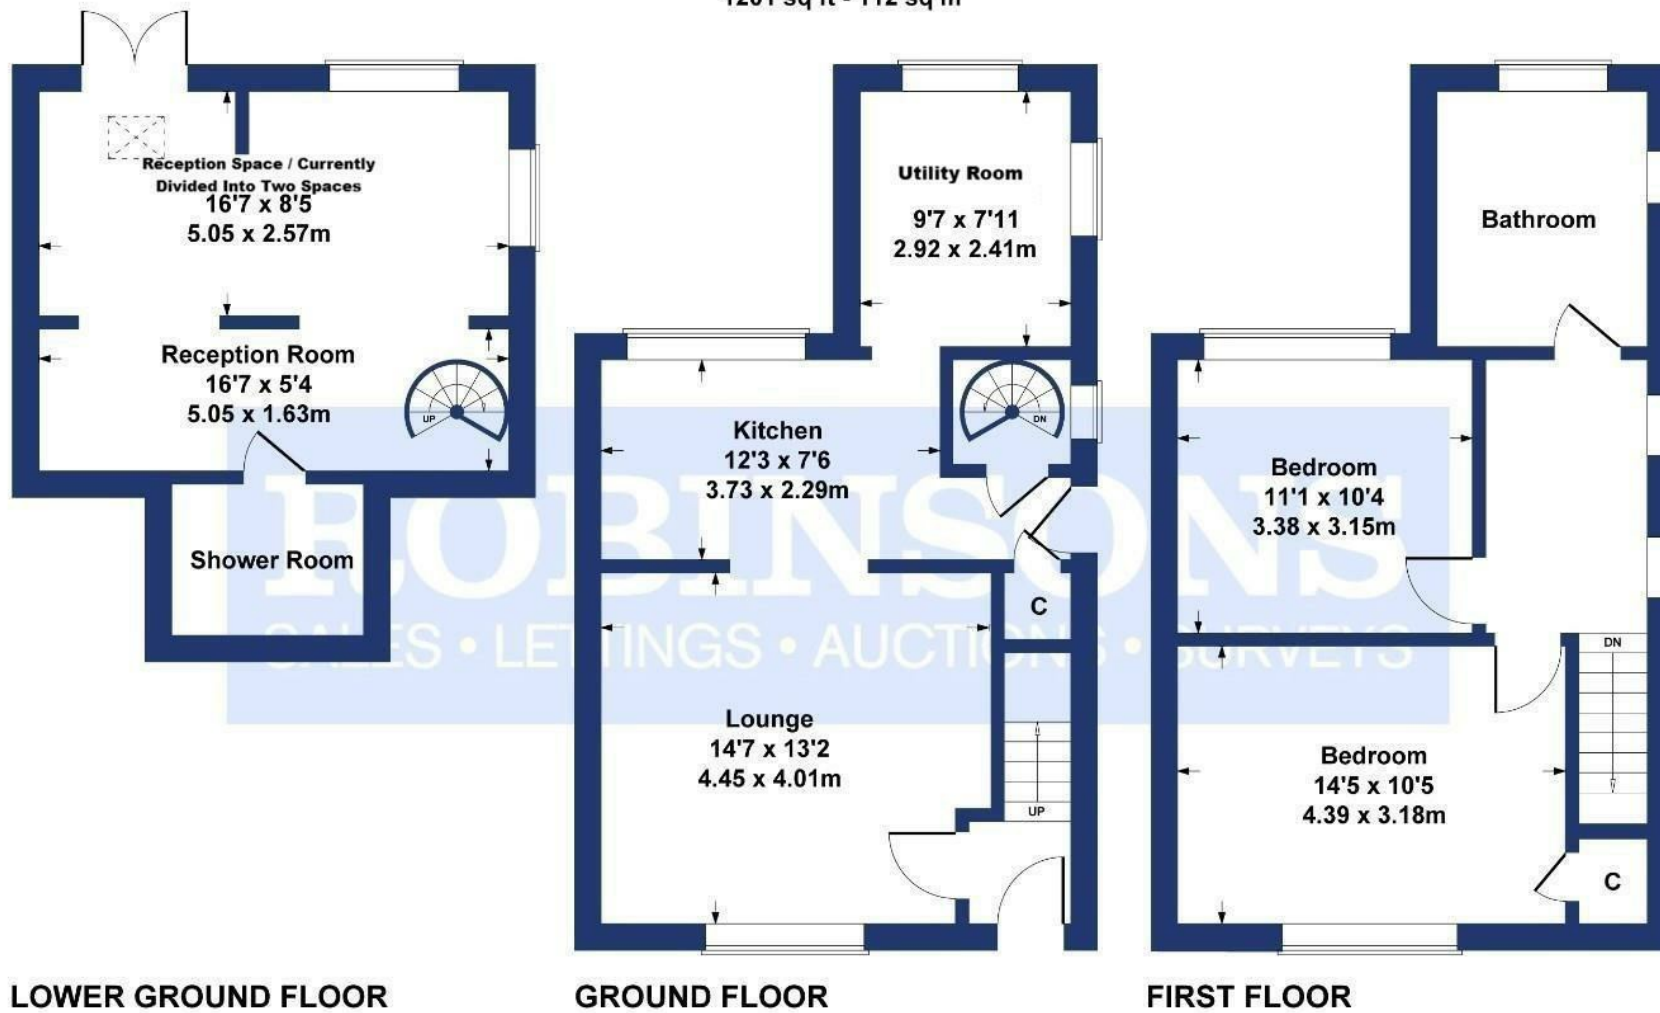 Reception Space / Currently
Divided Into Two Spaces
16'7 x 8'5
5.05 x 2.57m
Reception Room
16'7 x 5'4
5.05 x 1.63m
UP
Shower Room
Utility Room
9'7 x 7'11
2.92 x 2.41m
Kitchen
12'3 x 7'6
3.73 x 2.29m
DN
C
Lounge
14'7 x 13'2
4.45 x 4.01m
UP
Bathroom
Bedroom
11'1 x 10'4
3.38 x 3.15m
DN
Bedroom
14'5 x 10'5
4.39 x 3.18m
C
ROBINSONS
SALES • LETTINGS • AUCTIONS • SURVEYS
LOWER GROUND FLOOR
GROUND FLOOR
FIRST FLOOR